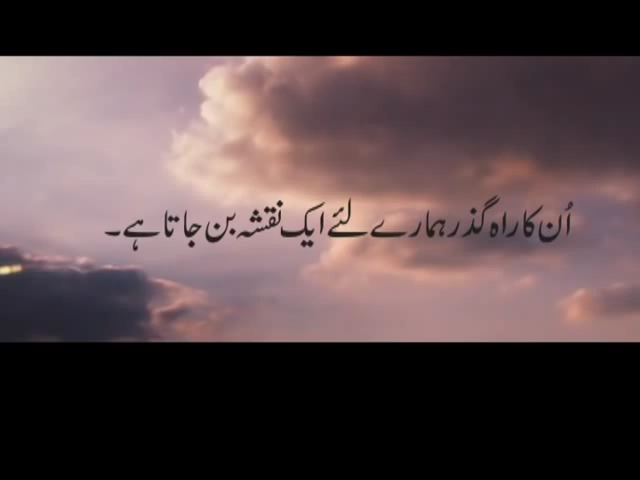 اُن کا راہ گذر ہمارے لئے ایک نقشہ بن جاتا ہے۔